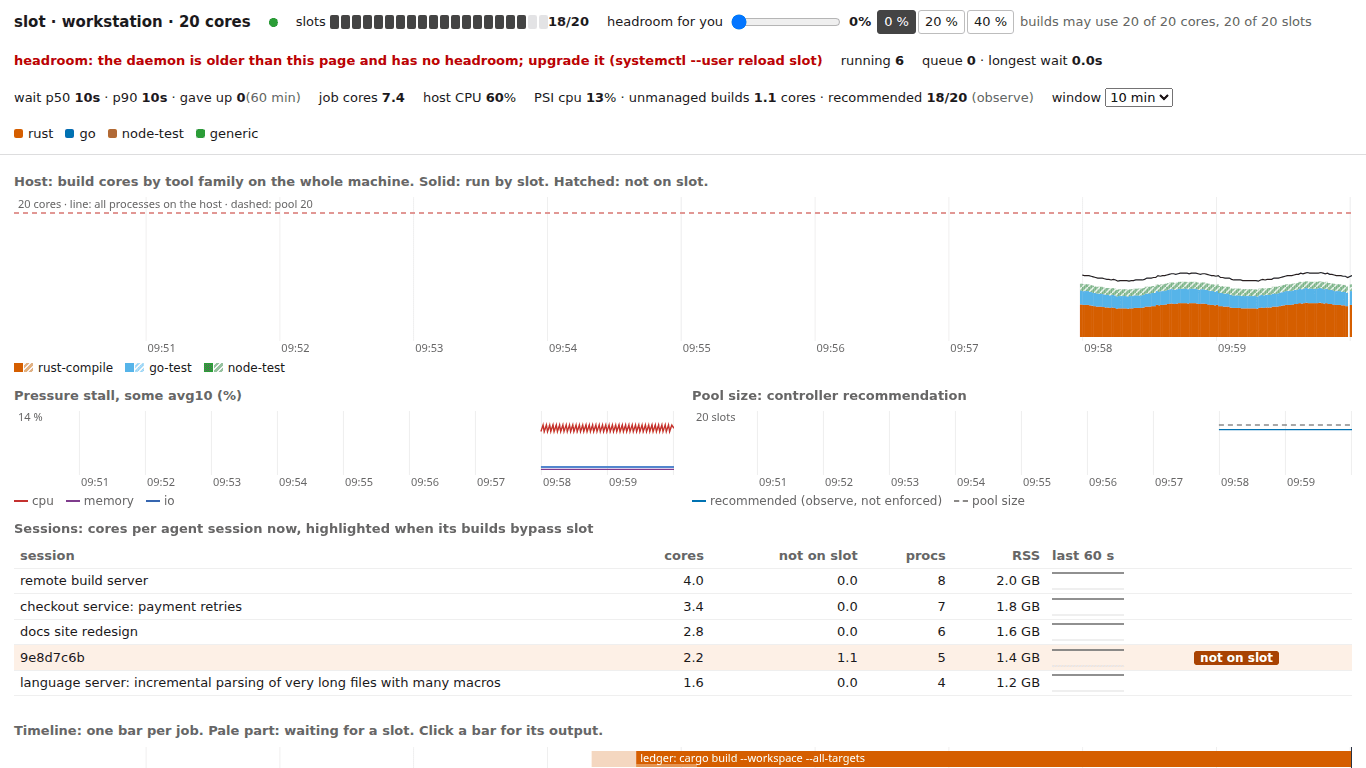 slot · workstation · 20 cores slots 18/20 headroom for you 0% 0 % 20 % 40 % builds may use 20 of 20 cores, 20 of 20 slots
headroom: the daemon is older than this page and has no headroom; upgrade it (systemctl --user reload slot) running 6 queue 0 · longest wait 0.0s
wait p50 10s · p90 10s · gave up 0(60 min) job cores 7.4 host CPU 60% PSI cpu 13% · unmanaged builds 1.1 cores · recommended 18/20 (observe) window 10 min
rust go node-test generic
Host: build cores by tool family on the whole machine. Solid: run by slot. Hatched: not on slot.
20 cores · line: all processes on the host · dashed: pool 20
09:51 09:52 09:53 09:54 09:55 09:56 09:57 09:58 09:59
rust-compile go-test node-test
Pressure stall, some avg10 (%)
14 %
09:51 09:52 09:53 09:54 09:55 09:56 09:57 09:58 09:59
cpu memory io
Pool size: controller recommendation
20 slots
09:51 09:52 09:53 09:54 09:55 09:56 09:57 09:58 09:59
recommended (observe, not enforced) pool size
Sessions: cores per agent session now, highlighted when its builds bypass slot
session cores not on slot procs RSS last 60 s
remote build server 4.0 0.0 8 2.0 GB
checkout service: payment retries 3.4 0.0 7 1.8 GB
docs site redesign 2.8 0.0 6 1.6 GB
9e8d7c6b 2.2 1.1 5 1.4 GB not on slot
language server: incremental parsing of very long files with many macros 1.6 0.0 4 1.2 GB
Timeline: one bar per job. Pale part: waiting for a slot. Click a bar for its output.
ledger: cargo build --workspace --all-targets